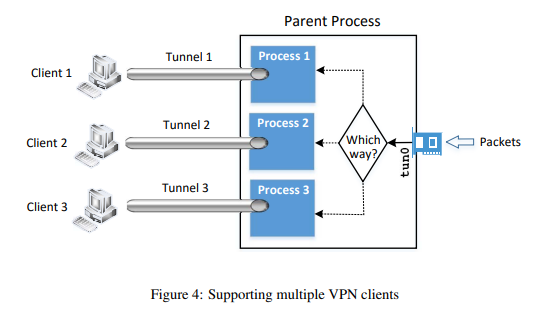 Parent Process
Client 1
Tunnel 1
Process 1
Client 2
Tunnel 2
Process 2
Which
way?
tun0
Packets
Client 3
Tunnel 3
Process 3
Figure 4: Supporting multiple VPN clients